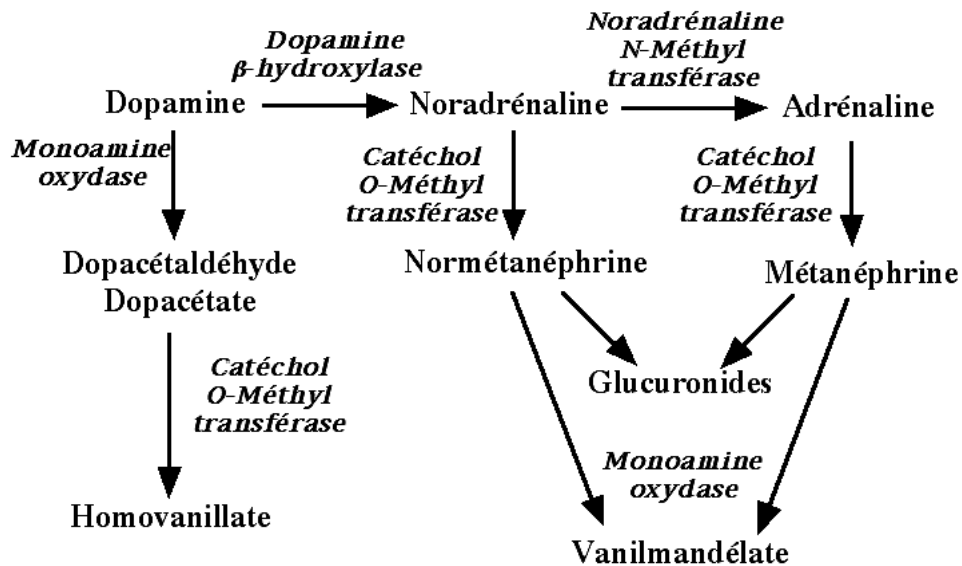 Dopamine
β-hydroxylase
Noradrénaline
N-Méthyl
transférase
Dopamine
Noradrénaline
Adrénaline
Monoamine
oxydase
Catéchol
O-Méthyl
transférase
Catéchol
O-Méthyl
transférase
Dopacétaldéhyde
Dopacétate
Normétanéphrine
Métanéphrine
Catéchol
O-Méthyl
transférase
Glucuronides
Monoamine
oxydase
Homovanillate
Vanilmandélate